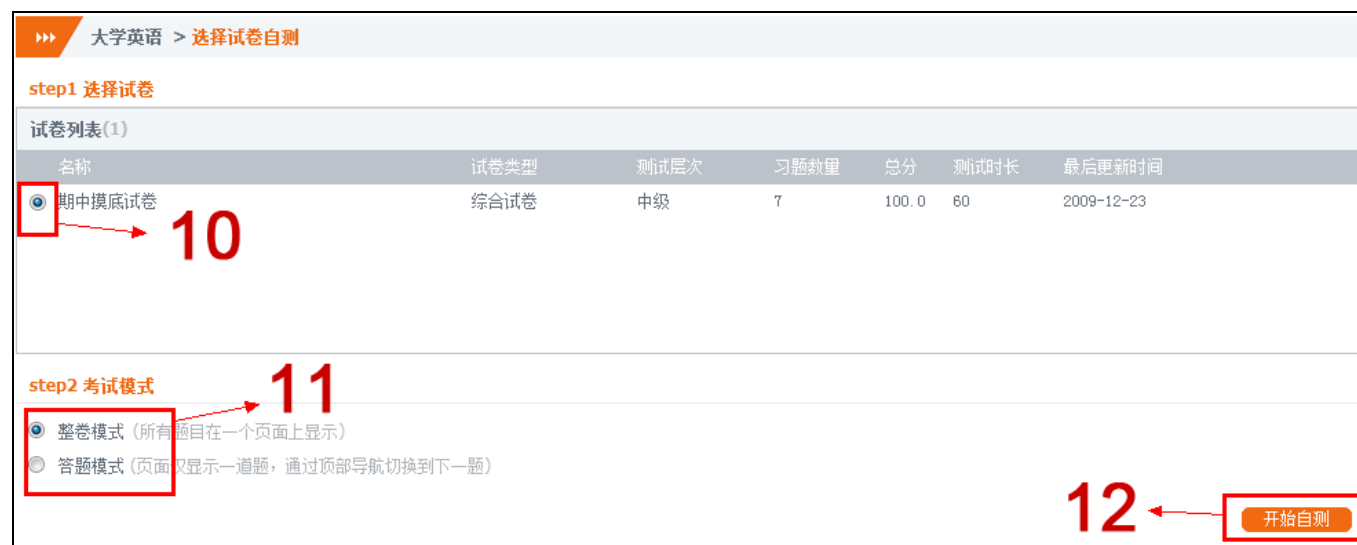 大学英语 > 选择试卷自测
step1 选择试卷
试卷列表(1)
名称 试卷类型 测试层次 习题数量 总分 测试时长 最后更新时间
期中摸底试卷 综合试卷 中级 7 100.0 60 2009-12-23
10
step2 考试模式
11
整卷模式 (所有题目在一个页面上显示)
答题模式 (页面仅显示一道题，通过顶部导航切换到下一题)
12
开始自测